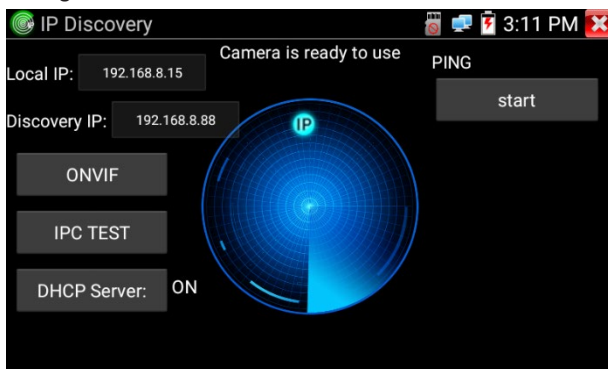 IP Discovery
3:11 PM
Camera is ready to use
Local IP: 192.168.8.15
PING
start
Discovery IP: 192.168.8.88
IP
ONVIF
IPC TEST
DHCP Server: ON